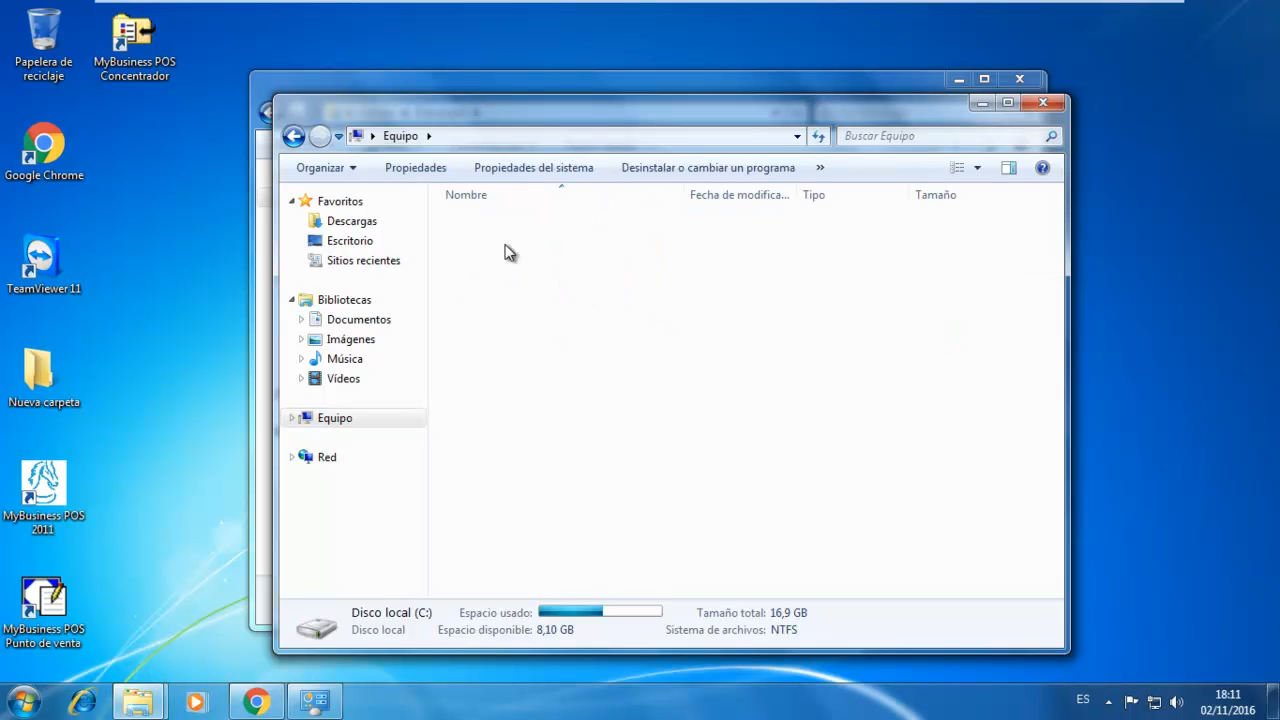 Papelera de
reciclaje
MyBusiness POS
Concentrador
Google Chrome
TeamViewer 11
Nueva carpeta
MyBusiness POS
2011
MyBusiness POS
Punto de venta
Equipo
Buscar Equipo
Organizar
Propiedades
Propiedades del sistema
Desinstalar o cambiar un programa
»
Nombre
Fecha de modifica...
Tipo
Tamaño
Favoritos
Descargas
Escritorio
Sitios recientes
Bibliotecas
Documentos
Imágenes
Música
Vídeos
Equipo
Red
Disco local (C:)
Espacio usado:
Tamaño total: 16,9 GB
Disco local
Espacio disponible: 8,10 GB
Sistema de archivos: NTFS
ES
18:11
02/11/2016